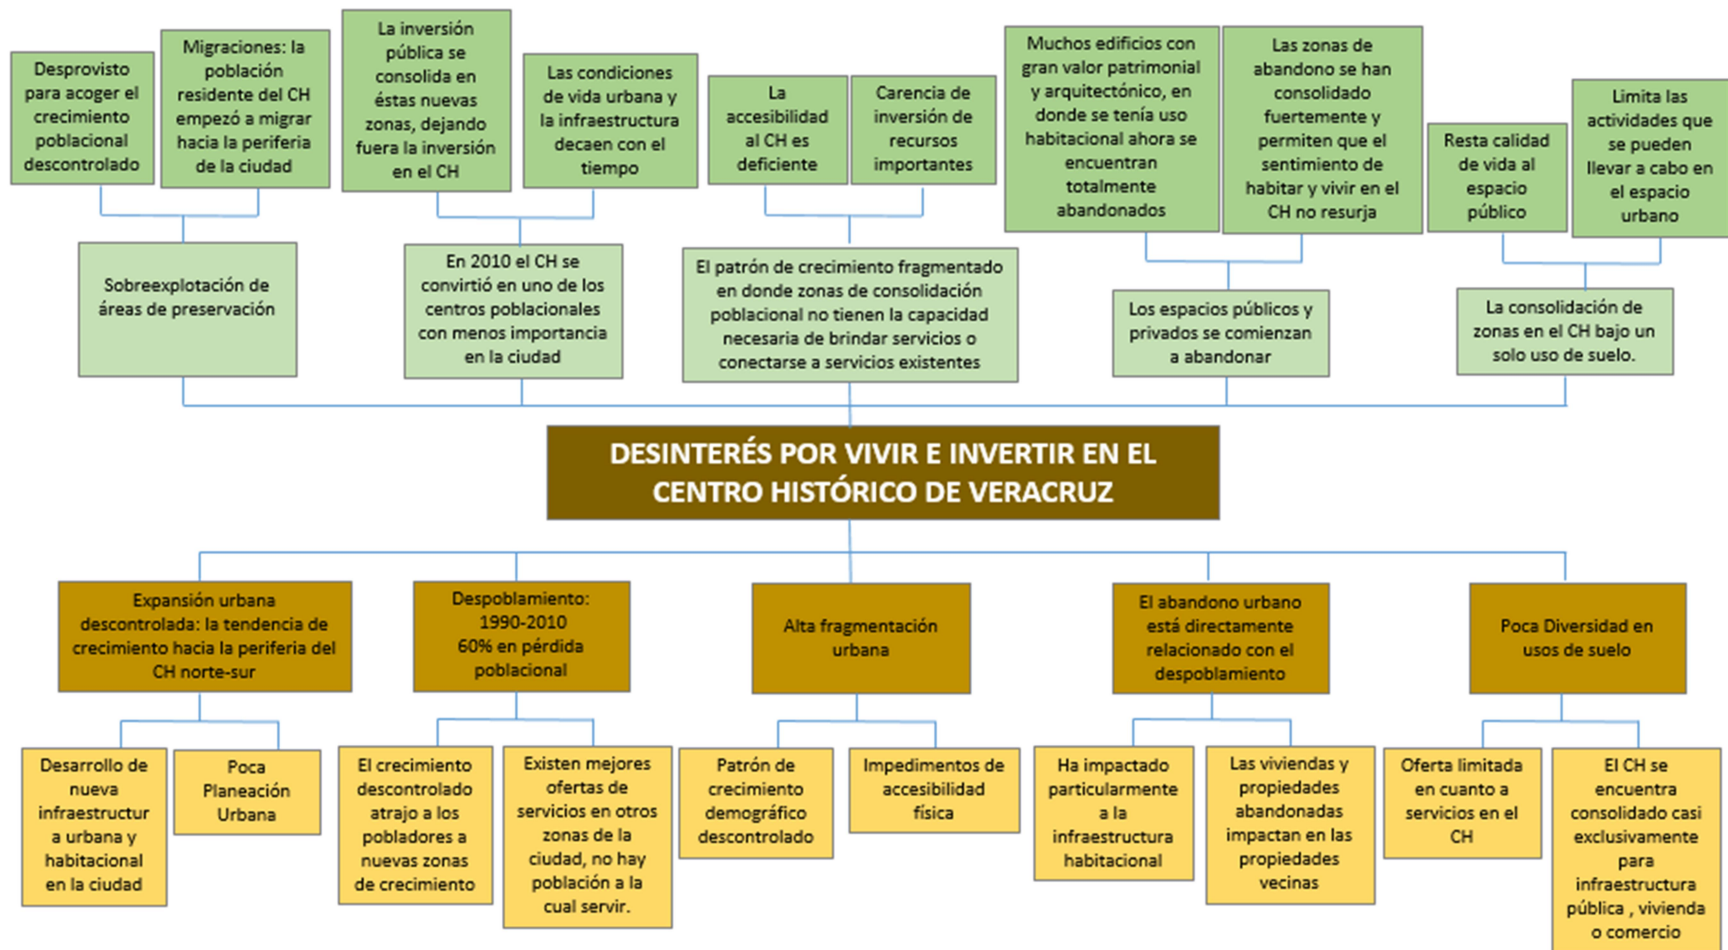 Desprovisto
para acoger el
crecimiento
poblacional
descontrolado
Migraciones: la
población
residente del CH
empezó a migrar
hacia la periferia
de la ciudad
La inversión
pública se
consolida en
éstas nuevas
zonas, dejando
fuera la inversión
en el CH
Las condiciones
de vida urbana y
la infraestructura
decaen con el
tiempo
La
accesibilidad
al CH es
deficiente
Carencia de
inversión de
recursos
importantes
Muchos edificios con
gran valor patrimonial
y arquitectónico, en
donde se tenía uso
habitacional ahora se
encuentran
totalmente
abandonados
Las zonas de
abandono se han
consolidado
fuertemente y
permiten que el
sentimiento de
habitar y vivir en el
CH no resurja
Resta calidad
de vida al
espacio
público
Limita las
actividades que
se pueden
llevar a cabo en
el espacio
urbano
Sobreexplotación de
áreas de preservación
En 2010 el CH se
convirtió en uno de los
centros poblacionales
con menos importancia
en la ciudad
El patrón de crecimiento fragmentado
en donde zonas de consolidación
poblacional no tienen la capacidad
necesaria de brindar servicios o
conectarse a servicios existentes
Los espacios públicos y
privados se comienzan
a abandonar
La consolidación de
zonas en el CH bajo un
solo uso de suelo.
DESINTERÉS POR VIVIR E INVERTIR EN EL
CENTRO HISTÓRICO DE VERACRUZ
Expansión urbana
descontrolada: la tendencia de
crecimiento hacia la periferia del
CH norte-sur
Despoblamiento:
1990-2010
60% en pérdida
poblacional
Alta fragmentación
urbana
El abandono urbano
está directamente
relacionado con el
despoblamiento
Poca Diversidad en
usos de suelo
Desarrollo de
nueva
infraestructur
a urbana y
habitacional
en la ciudad
Poca
Planeación
Urbana
El crecimiento
descontrolado
atrajo a los
pobladores a
nuevas zonas
de crecimiento
Existen mejores
ofertas de
servicios en otros
zonas de la
ciudad, no hay
población a la
cual servir.
Patrón de
crecimiento
demográfico
descontrolado
Impedimentos de
accesibilidad
física
Ha impactado
particularmente
a la
infraestructura
habitacional
Las viviendas y
propiedades
abandonadas
impactan en las
propiedades
vecinas
Oferta limitada
en cuanto a
servicios en el
CH
El CH se
encuentra
consolidado casi
exclusivamente
para
infraestructura
pública , vivienda
o comercio